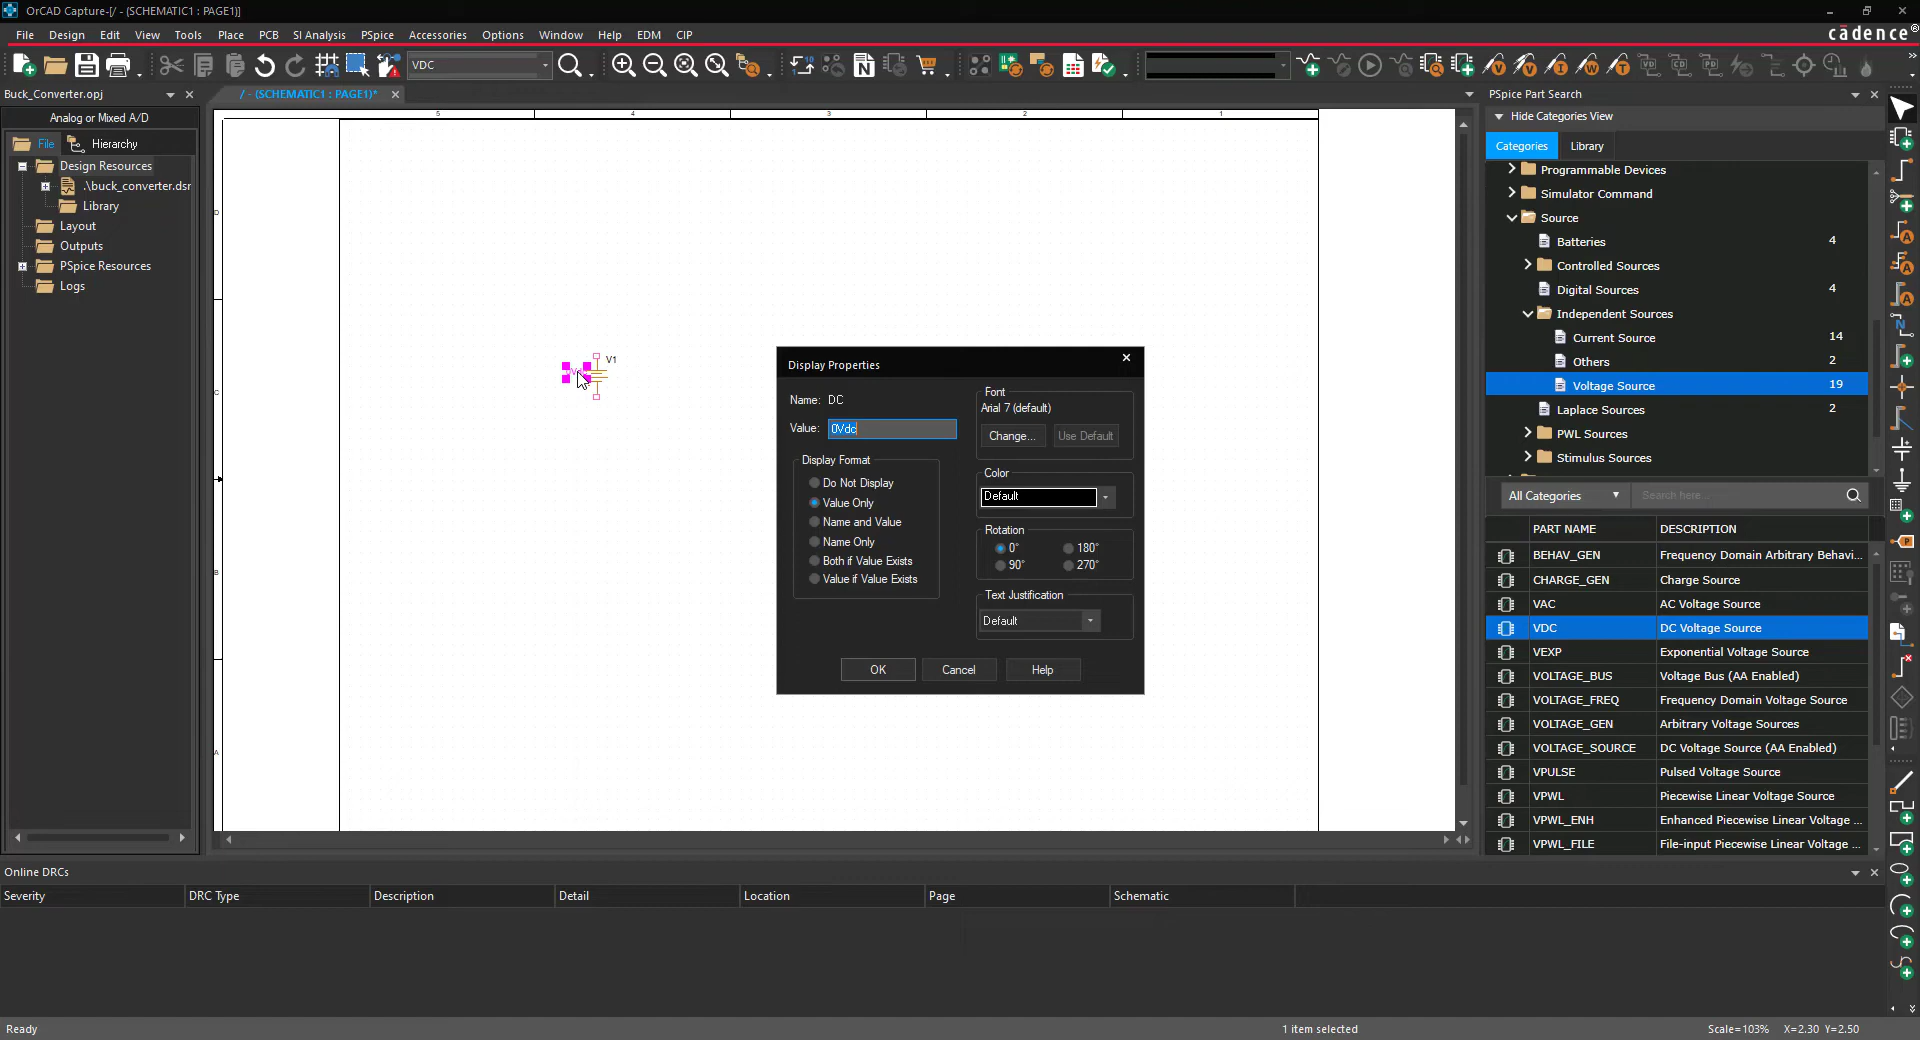 OrCAD Capture-[/ - (SCHEMATIC1 : PAGE1)]
File Design Edit View Tools Place PCB SI Analysis PSpice Accessories Options Window Help EDM CIP
cādence®
VDC
Buck_Converter.opj
/ - (SCHEMATIC1 : PAGE1)*
Analog or Mixed A/D
File Hierarchy
Design Resources
.\buck_converter.dsn
Library
Layout
Outputs
PSpice Resources
Logs
5 4 3 2 1
D
C
B
A
V1
Display Properties
Name: DC
Value: 0Vdc
Display Format
Do Not Display
Value Only
Name and Value
Name Only
Both if Value Exists
Value if Value Exists
Font
Arial 7 (default)
Change... Use Default
Color
Default
Rotation
0° 180°
90° 270°
Text Justification
Default
OK Cancel Help
PSpice Part Search
Hide Categories View
Categories Library
Programmable Devices
Simulator Command
Source
Batteries 4
Controlled Sources
Digital Sources 4
Independent Sources
Current Source 14
Others 2
Voltage Source 19
Laplace Sources 2
PWL Sources
Stimulus Sources
All Categories Search here...
PART NAME DESCRIPTION
BEHAV_GEN Frequency Domain Arbitrary Behavi...
CHARGE_GEN Charge Source
VAC AC Voltage Source
VDC DC Voltage Source
VEXP Exponential Voltage Source
VOLTAGE_BUS Voltage Bus (AA Enabled)
VOLTAGE_FREQ Frequency Domain Voltage Source
VOLTAGE_GEN Arbitrary Voltage Sources
VOLTAGE_SOURCE DC Voltage Source (AA Enabled)
VPULSE Pulsed Voltage Source
VPWL Piecewise Linear Voltage Source
VPWL_ENH Enhanced Piecewise Linear Voltage ...
VPWL_FILE File-input Piecewise Linear Voltage ...
Online DRCs
Severity DRC Type Description Detail Location Page Schematic
Ready 1 item selected Scale=103% X=2.30 Y=2.50